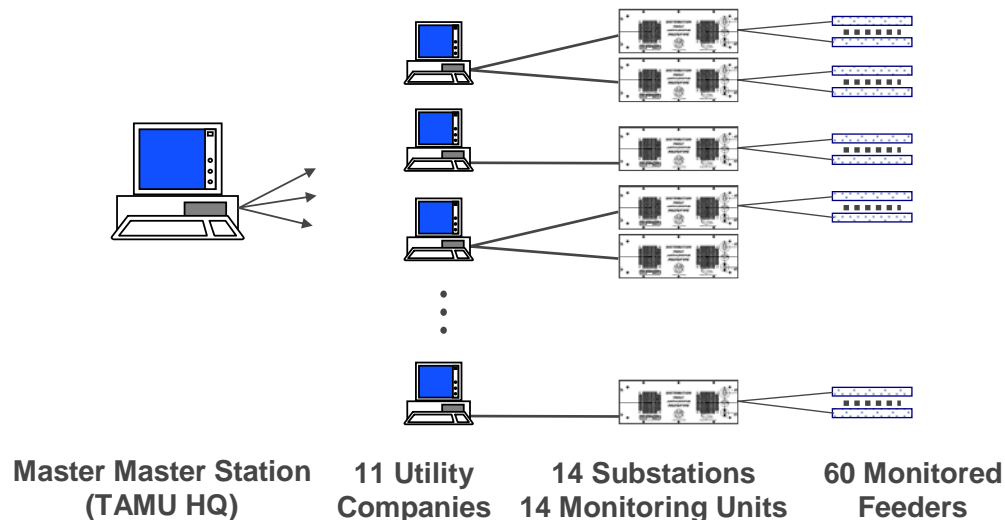 Master Master Station
(TAMU HQ)
11 Utility
Companies
14 Substations
14 Monitoring Units
60 Monitored
Feeders